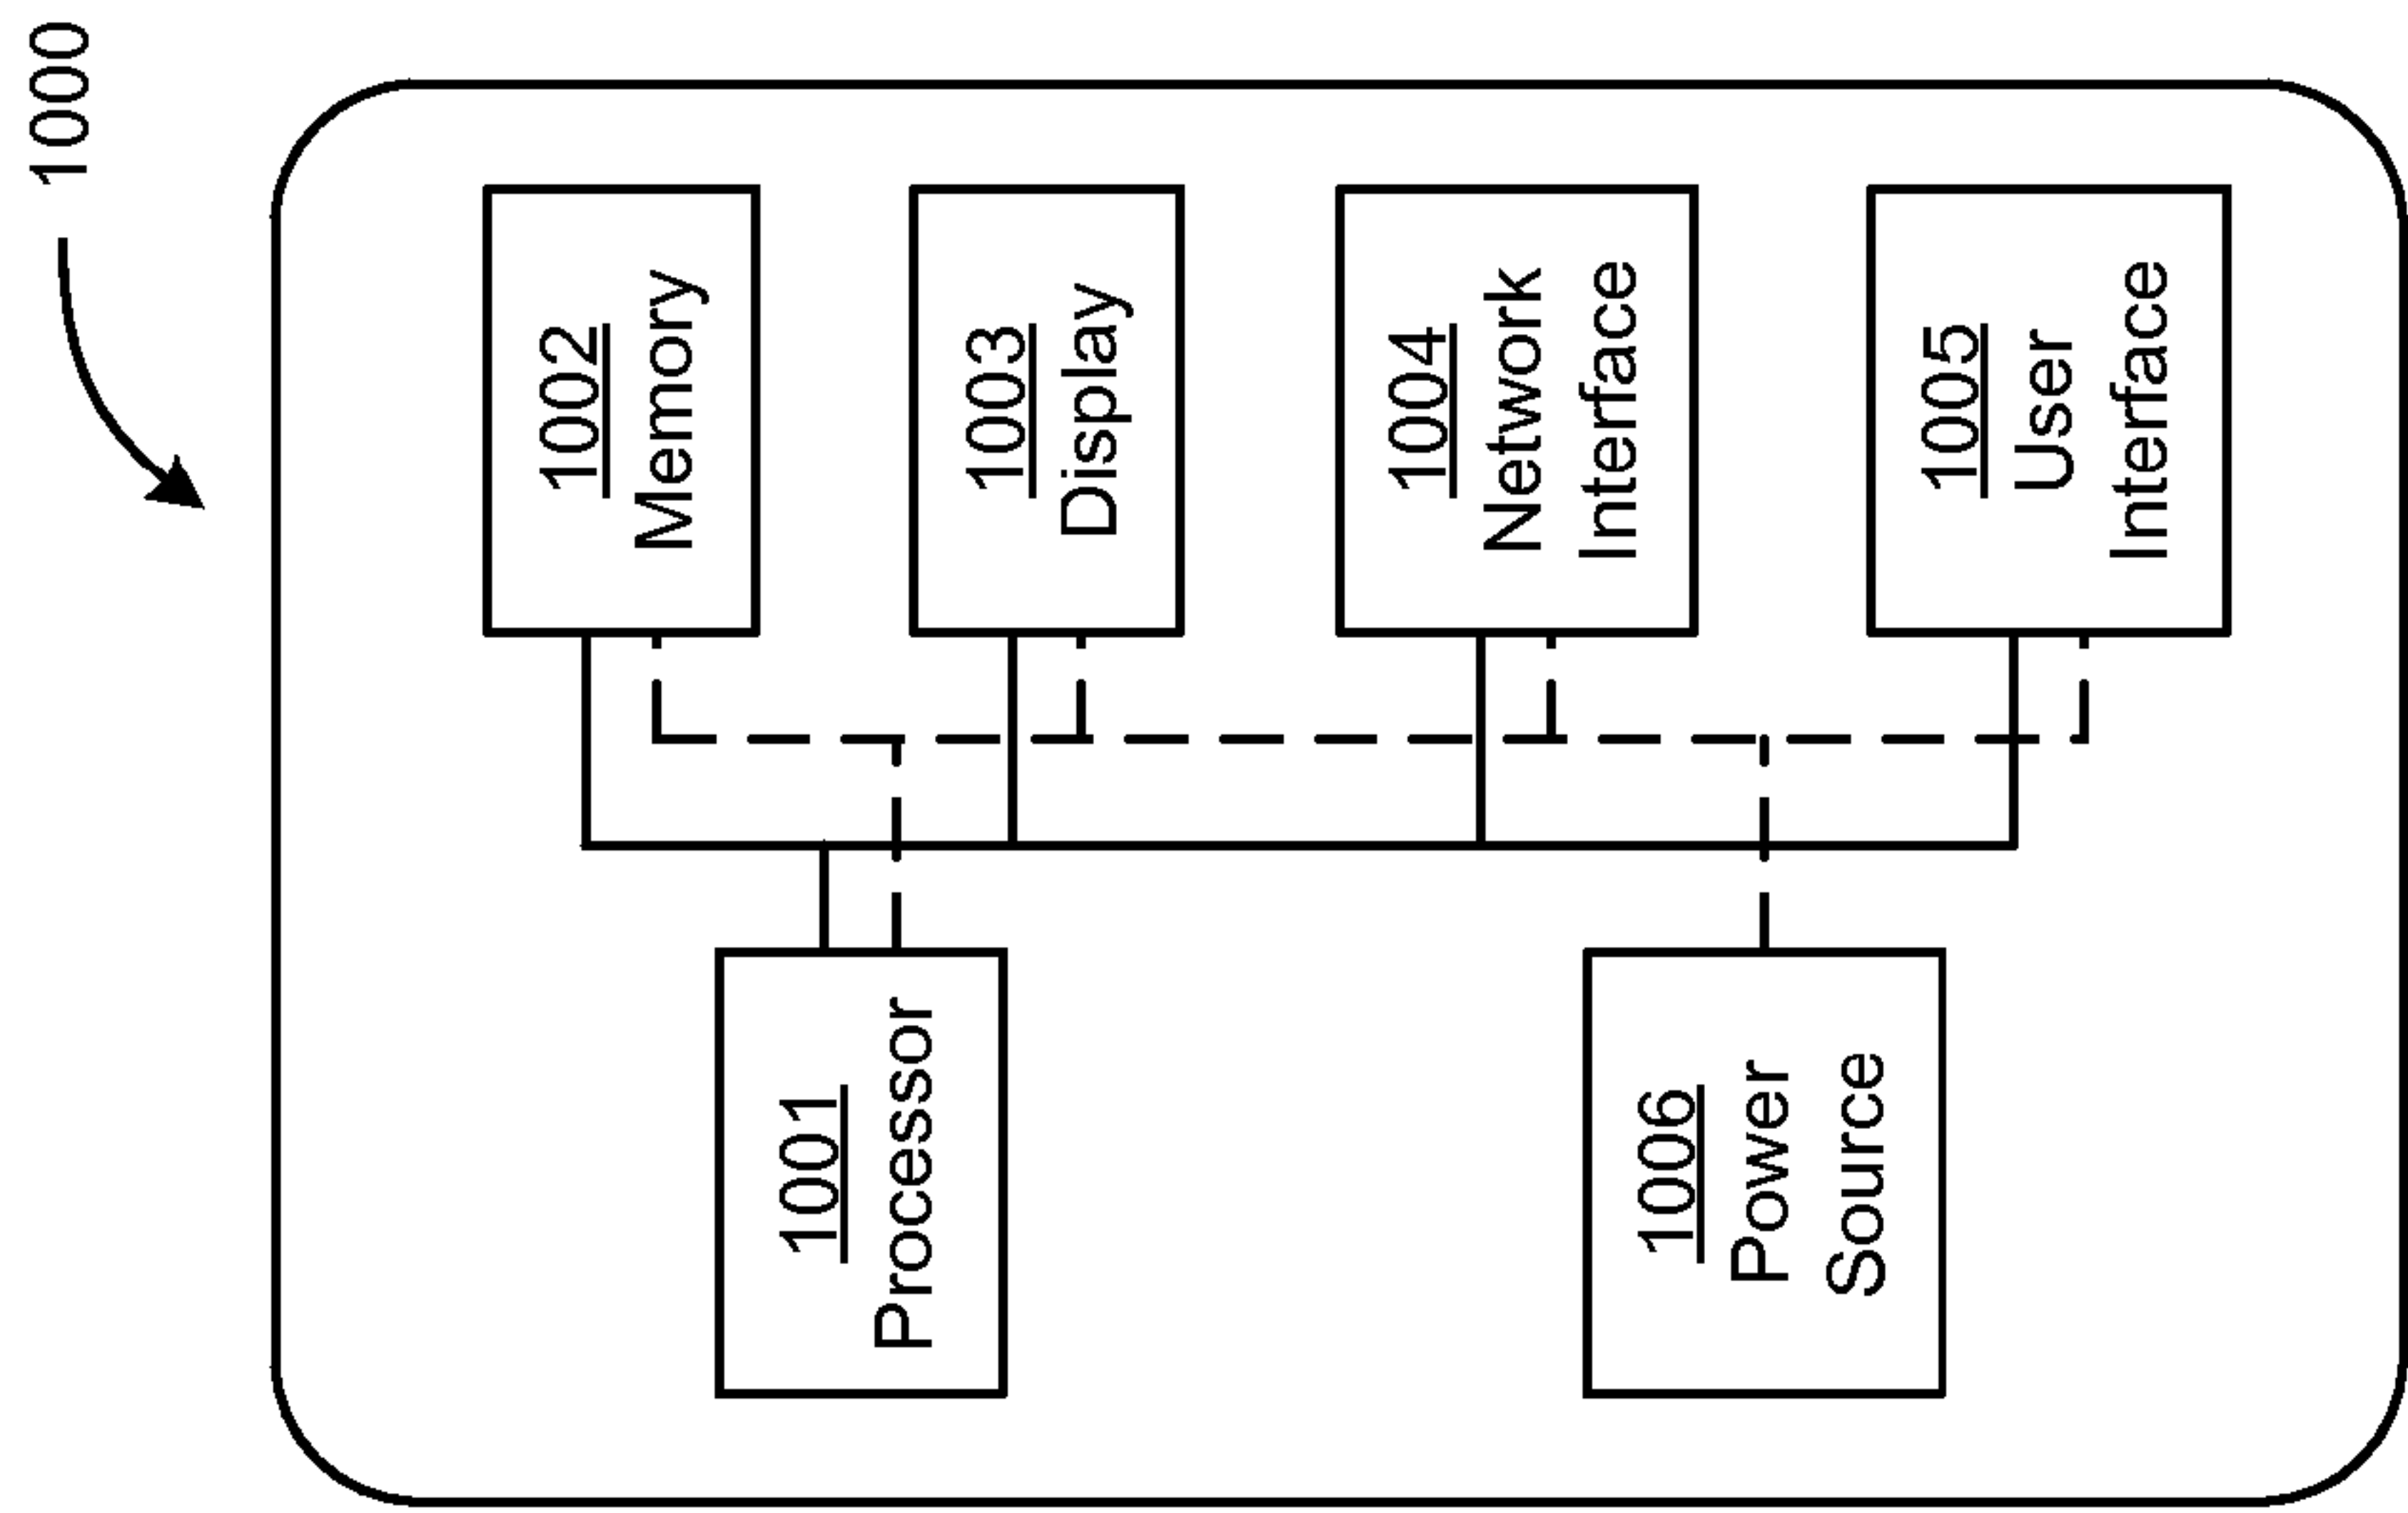 1000
1001
Processor
1002
Memory
1003
Display
1004
Network
Interface
1005
User
Interface
1006
Power
Source